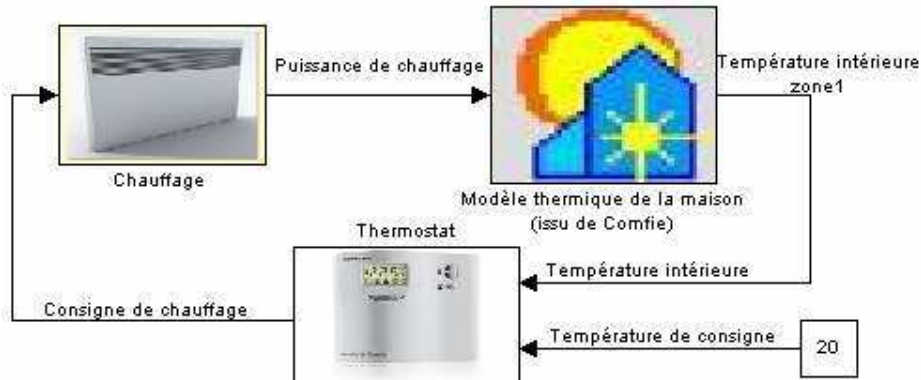 Puissance de chauffage
Température intérieure
zone1
Chauffage
Modèle thermique de la maison
(issu de Comfie)
Thermostat
Température intérieure
Consigne de chauffage
Température de consigne
20